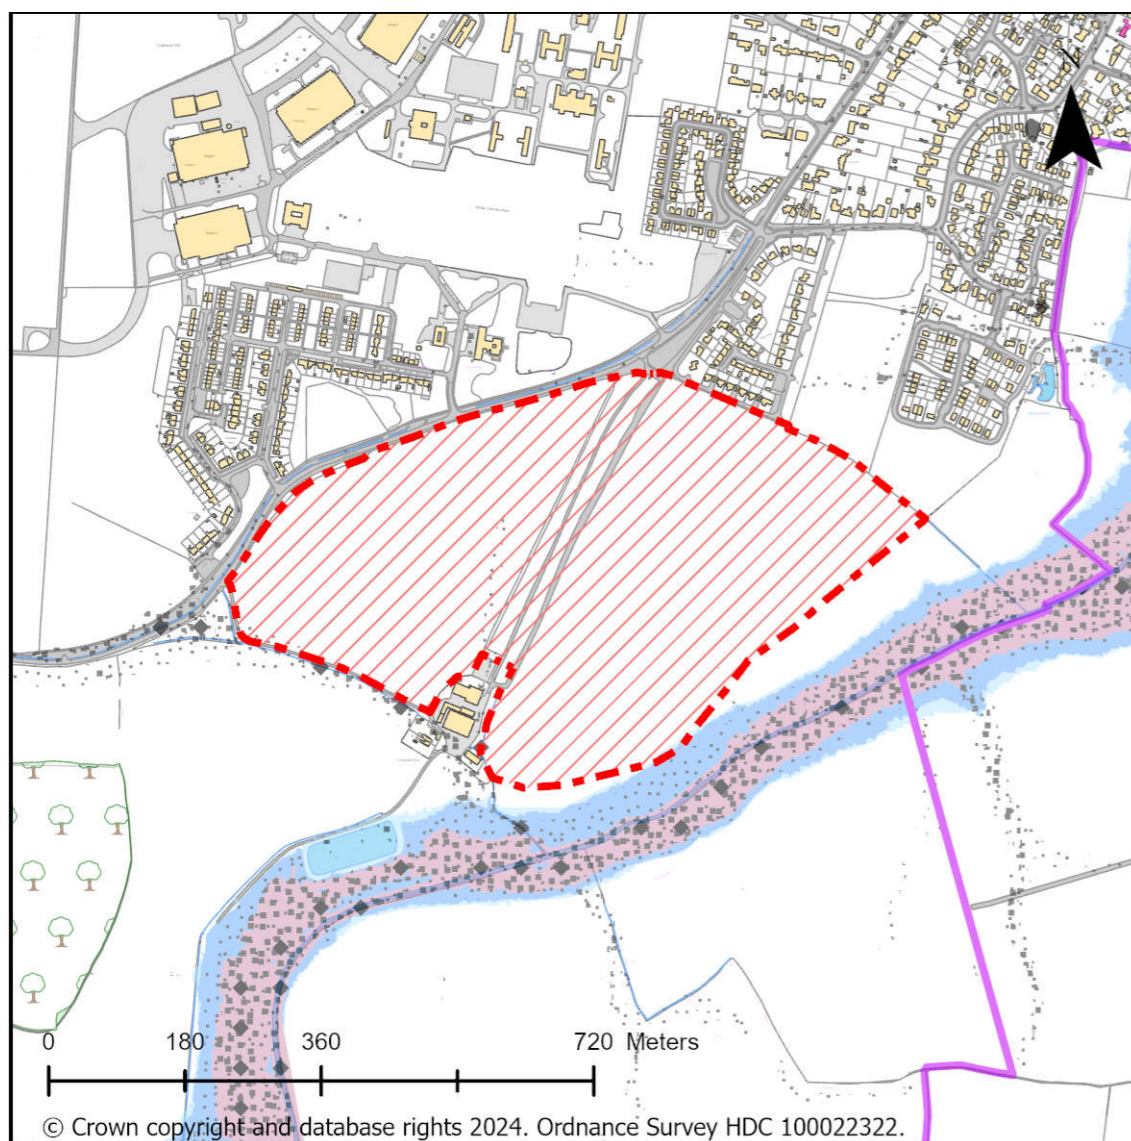 N
0 180 360 720 Meters
© Crown copyright and database rights 2024. Ordnance Survey HDC 100022322.